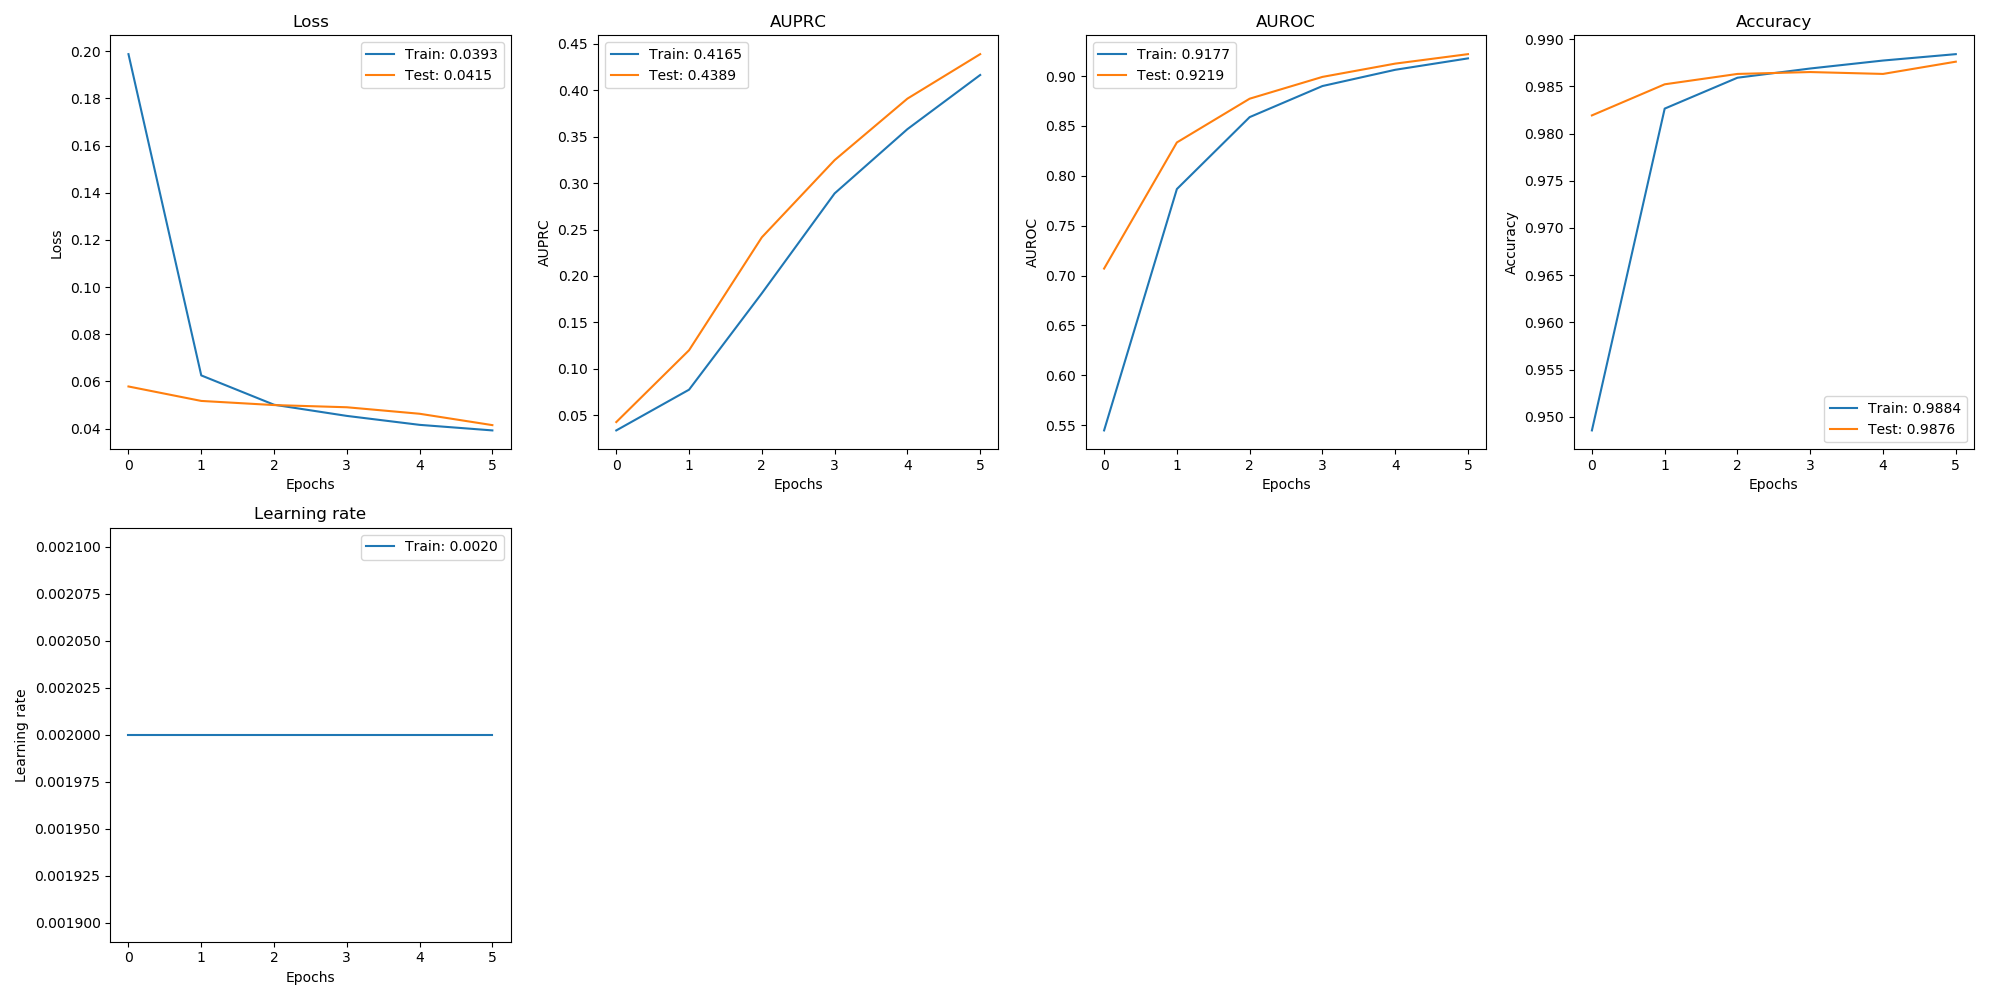 Loss
Train: 0.0393
Test: 0.0415
0.20
0.18
0.16
0.14
0.12
0.10
0.08
0.06
0.04
Loss
0 1 2 3 4 5
Epochs
AUPRC
Train: 0.4165
Test: 0.4389
0.45
0.40
0.35
0.30
0.25
0.20
0.15
0.10
0.05
AUPRC
0 1 2 3 4 5
Epochs
AUROC
Train: 0.9177
Test: 0.9219
0.90
0.85
0.80
0.75
0.70
0.65
0.60
0.55
AUROC
0 1 2 3 4 5
Epochs
Accuracy
0.990
0.985
0.980
0.975
0.970
0.965
0.960
0.955
0.950
Accuracy
Train: 0.9884
Test: 0.9876
0 1 2 3 4 5
Epochs
Learning rate
Train: 0.0020
0.002100
0.002075
0.002050
0.002025
0.002000
0.001975
0.001950
0.001925
0.001900
Learning rate
0 1 2 3 4 5
Epochs